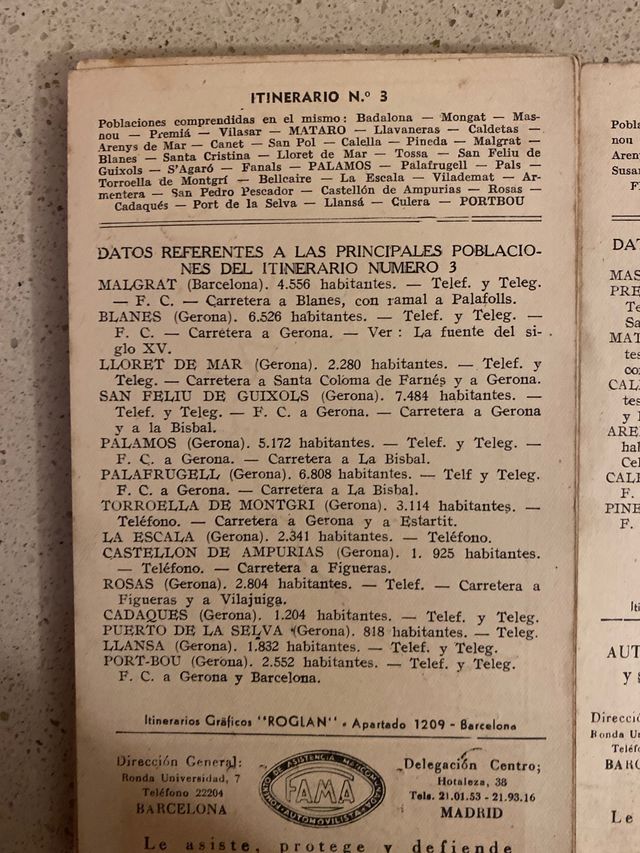 ITINERARIO N.º 3
Poblaciones comprendidas en el mismo: Badalona — Mongat — Mas-
nou — Premiá — Vilasar — MATARO — Llavaneras — Caldetas —
Arenys de Mar — Canet — San Pol — Calella — Pineda — Malgrat —
Blanes — Santa Cristina — Lloret de Mar — Tossa — San Feliu de
Guixols — S'Agaró — Fanals — PALAMOS — Palafrugell — Pals —
Torroella de Montgrí — Bellcaire — La Escala — Vilademat — Ar-
mentera — San Pedro Pescador — Castellón de Ampurias — Rosas —
Cadaqués — Port de la Selva — Llansá — Culera — PORTBOU
DATOS REFERENTES A LAS PRINCIPALES POBLACIO-
NES DEL ITINERARIO NUMERO 3
MALGRAT (Barcelona). 4.556 habitantes. — Telef. y Teleg.
— F. C. — Carretera a Blanes, con ramal a Palafolls.
BLANES (Gerona). 6.526 habitantes. — Telef. y Teleg. —
F. C. — Carretera a Gerona. — Ver: La fuente del si-
glo XV.
LLORET DE MAR (Gerona). 2.280 habitantes. — Telef. y
Teleg. — Carretera a Santa Coloma de Farnés y a Gerona.
SAN FELIU DE GUIXOLS (Gerona). 7.484 habitantes. —
Telef. y Teleg. — F. C. a Gerona. — Carretera a Gerona
y a la Bisbal.
PALAMOS (Gerona). 5.172 habitantes. — Telef. y Teleg. —
F. C. a Gerona. — Carretera a La Bisbal.
PALAFRUGELL (Gerona). 6.808 habitantes. — Telf y Teleg.
F. C. a Gerona. — Carretera a La Bisbal.
TORROELLA DE MONTGRI (Gerona). 3.114 habitantes. —
Teléfono. — Carretera a Gerona y a Estartit.
LA ESCALA (Gerona). 2.341 habitantes. — Teléfono.
CASTELLON DE AMPURIAS (Gerona). 1. 925 habitantes.
— Teléfono. — Carretera a Figueras.
ROSAS (Gerona). 2.804 habitantes. — Telef. — Carretera a
Figueras y a Vilajuiga.
CADAQUES (Gerona). 1.204 habitantes. — Telef. y Teleg.
PUERTO DE LA SELVA (Gerona). 818 habitantes. — Teleg.
LLANSA (Gerona). 1.832 habitantes. — Telef. y Teleg.
PORT-BOU (Gerona). 2.552 habitantes. — Telef. y Teleg.
F. C. a Gerona y Barcelona.
Itinerarios Gráficos "ROGLAN" - Apartado 1209 - Barcelona
Dirección General:
Ronda Universidad, 7
Teléfono 22204
BARCELONA
FAMA
AUTOMOVILISTA
Delegación Centro;
Hortaleza, 38
Tels. 21.01.53 - 21.93.16
MADRID
Le asiste, protege y defiende